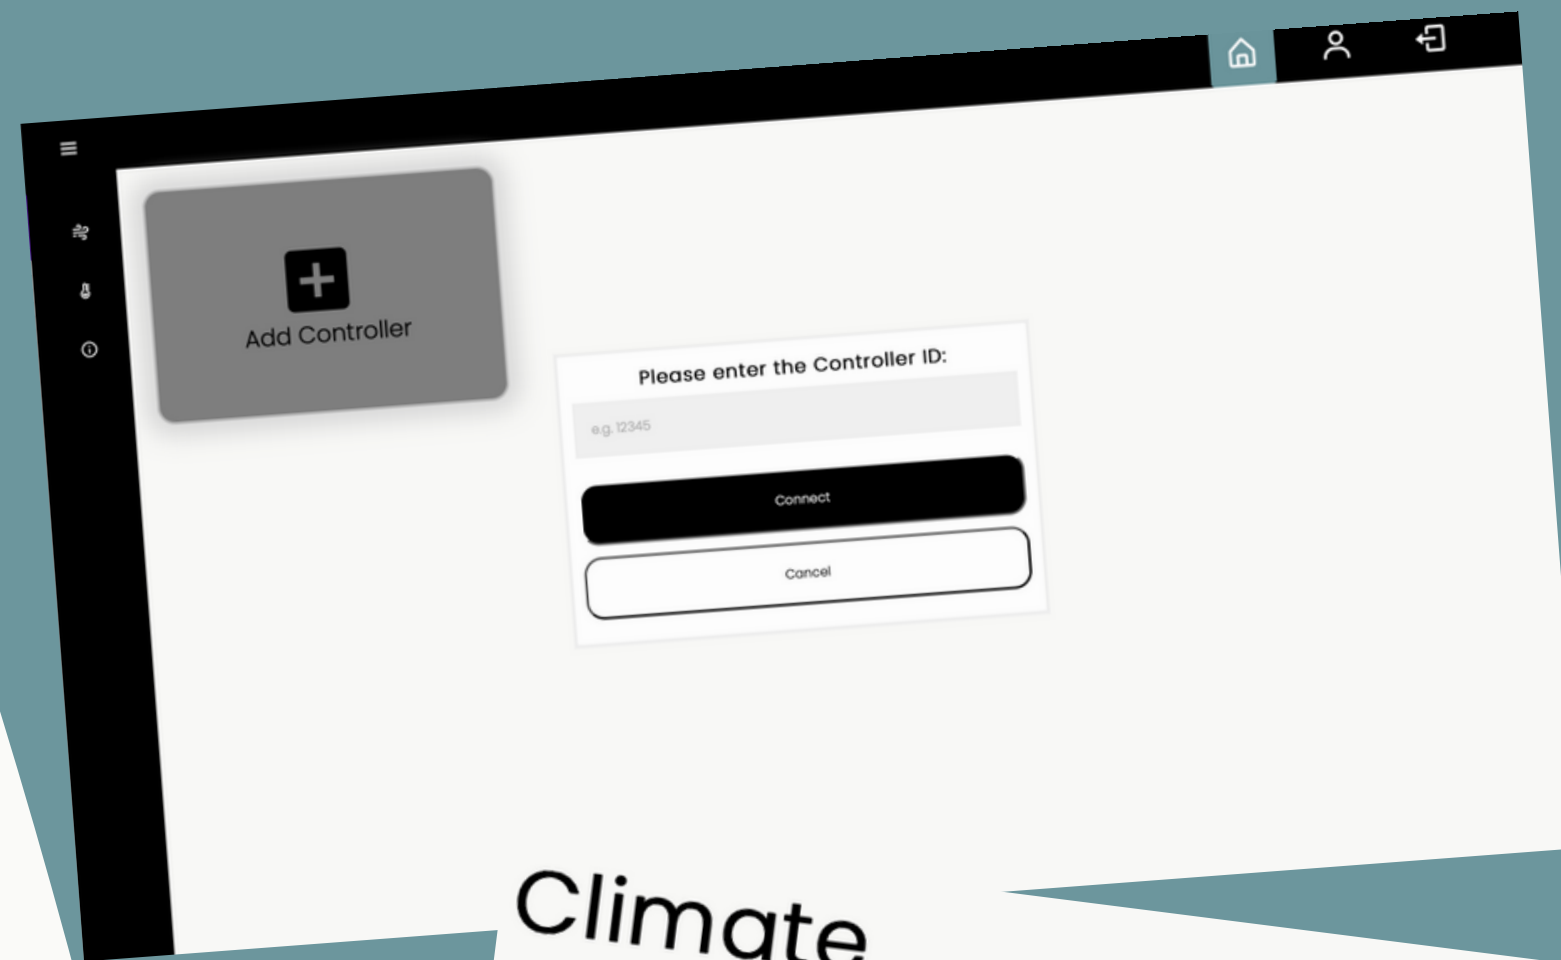 Add Controller
Please enter the Controller ID:
e.g. 12345
Connect
Cancel
Climate